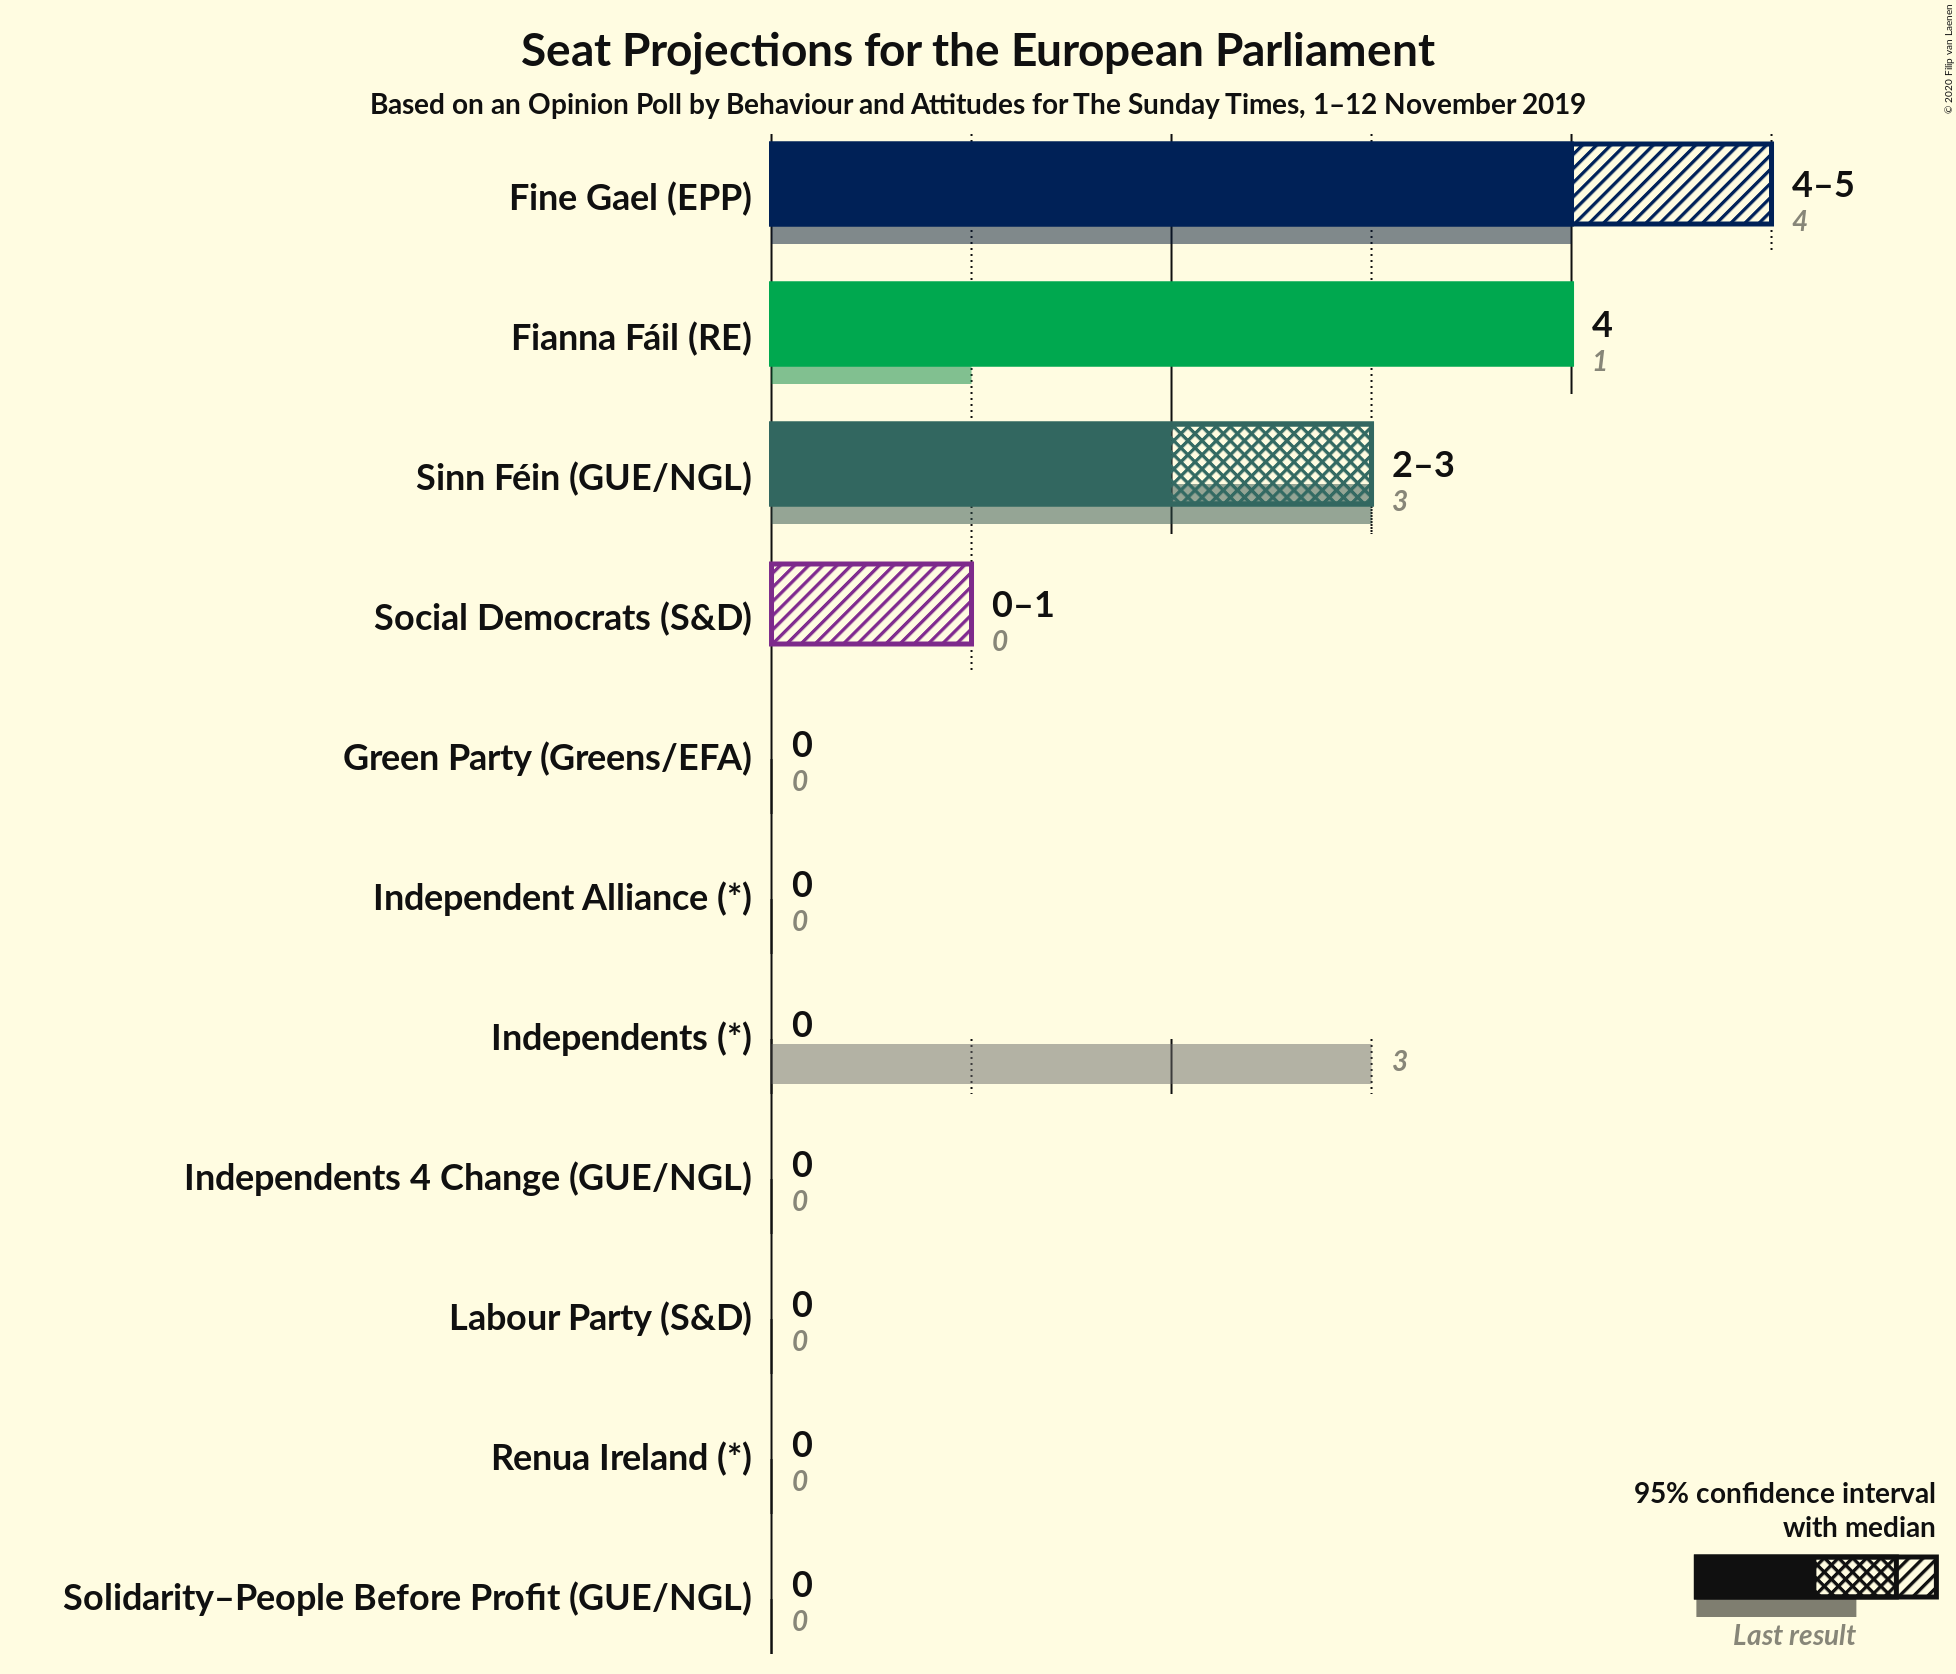 Seat Projections for the European Parliament
Based on an Opinion Poll by Behaviour and Attitudes for The Sunday Times, 1–12 November 2019
© 2020 Filip van Laenen
Fine Gael (EPP)
4–5
4
Fianna Fáil (RE)
4
1
Sinn Féin (GUE/NGL)
2–3
3
Social Democrats (S&D)
0–1
0
Green Party (Greens/EFA)
0
0
Independent Alliance (*)
0
0
Independents (*)
0
3
Independents 4 Change (GUE/NGL)
0
0
Labour Party (S&D)
0
0
Renua Ireland (*)
0
0
Solidarity–People Before Profit (GUE/NGL)
0
0
95% confidence interval
with median
Last result